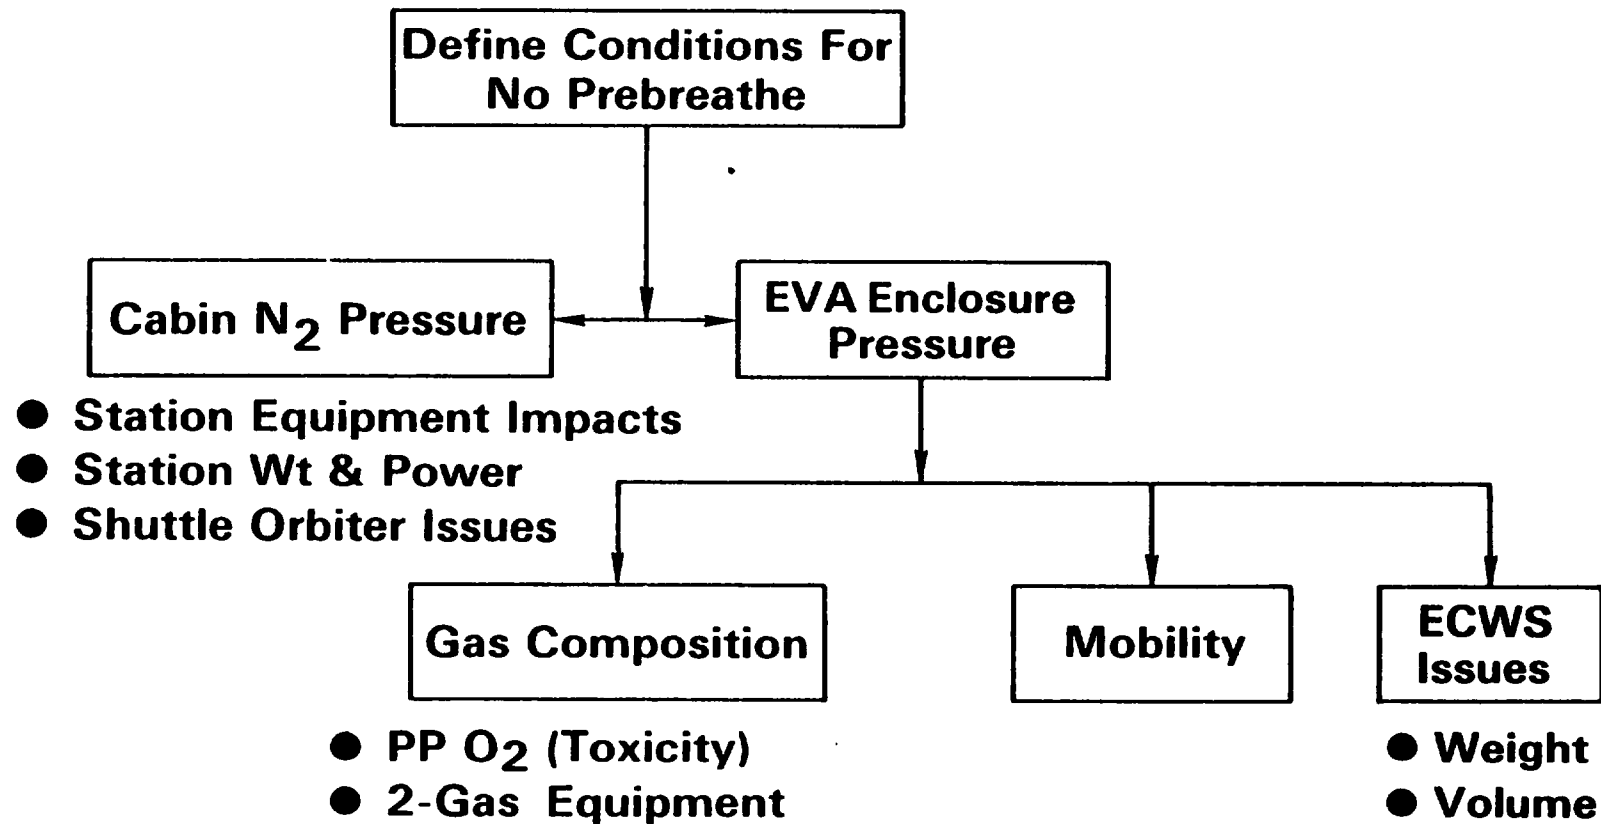 Define Conditions For
No Prebreathe
Cabin N2 Pressure
EVA Enclosure
Pressure
● Station Equipment Impacts
● Station Wt & Power
● Shuttle Orbiter Issues
Gas Composition
Mobility
ECWS
Issues
● PP O2 (Toxicity)
● 2-Gas Equipment
● Weight
● Volume